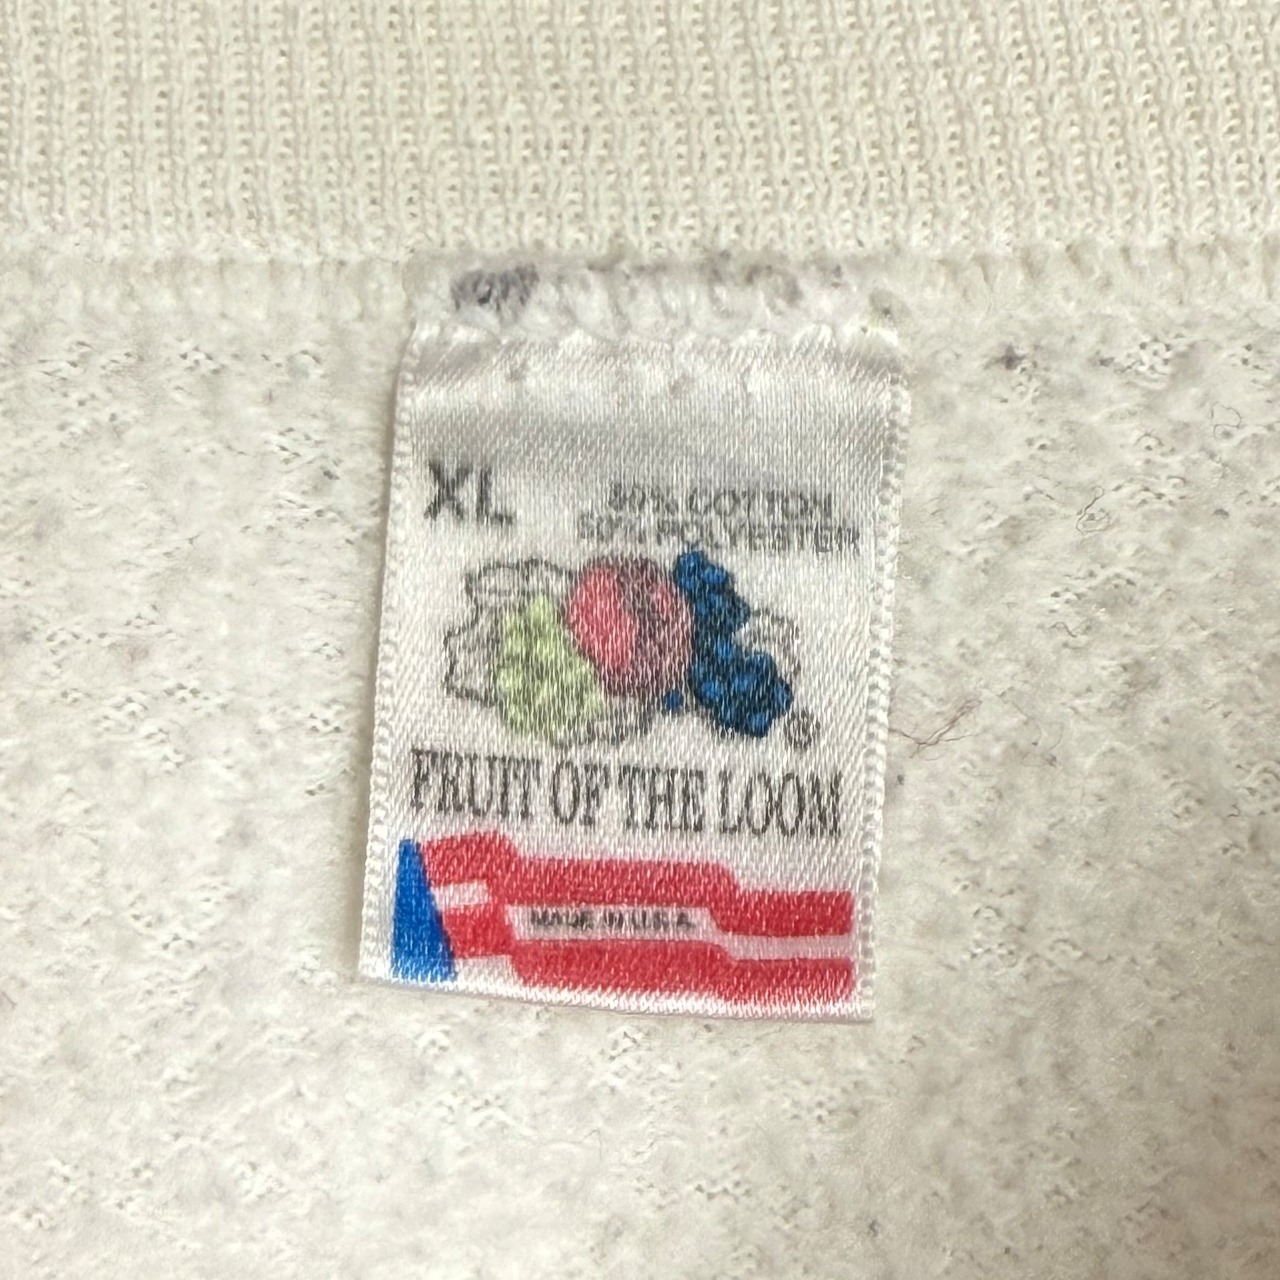 XL
50% COTTON
50% POLYESTER
®
FRUIT OF THE LOOM
MADE IN U.S.A.